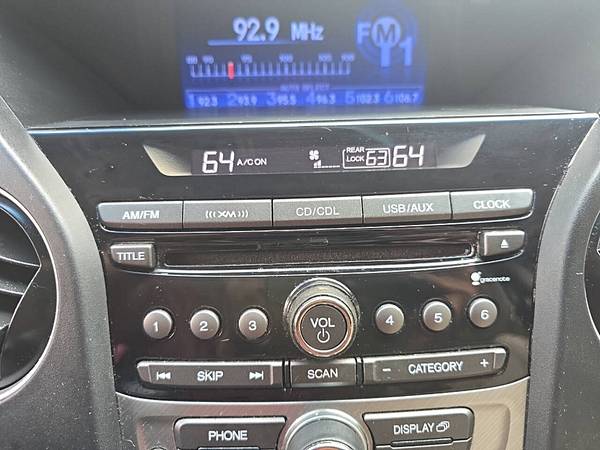 92.9 MHz FM1
AUTO SELECT
1 92.3 2 93.9 3 95.5 4 96.3 5 102.3 6 106.7
64 A/C ON REAR LOCK 63 64
AM/FM XM CD/CDL USB/AUX CLOCK
TITLE
gracenote
1 2 3 VOL 4 5 6
SKIP SCAN − CATEGORY +
PHONE DISPLAY